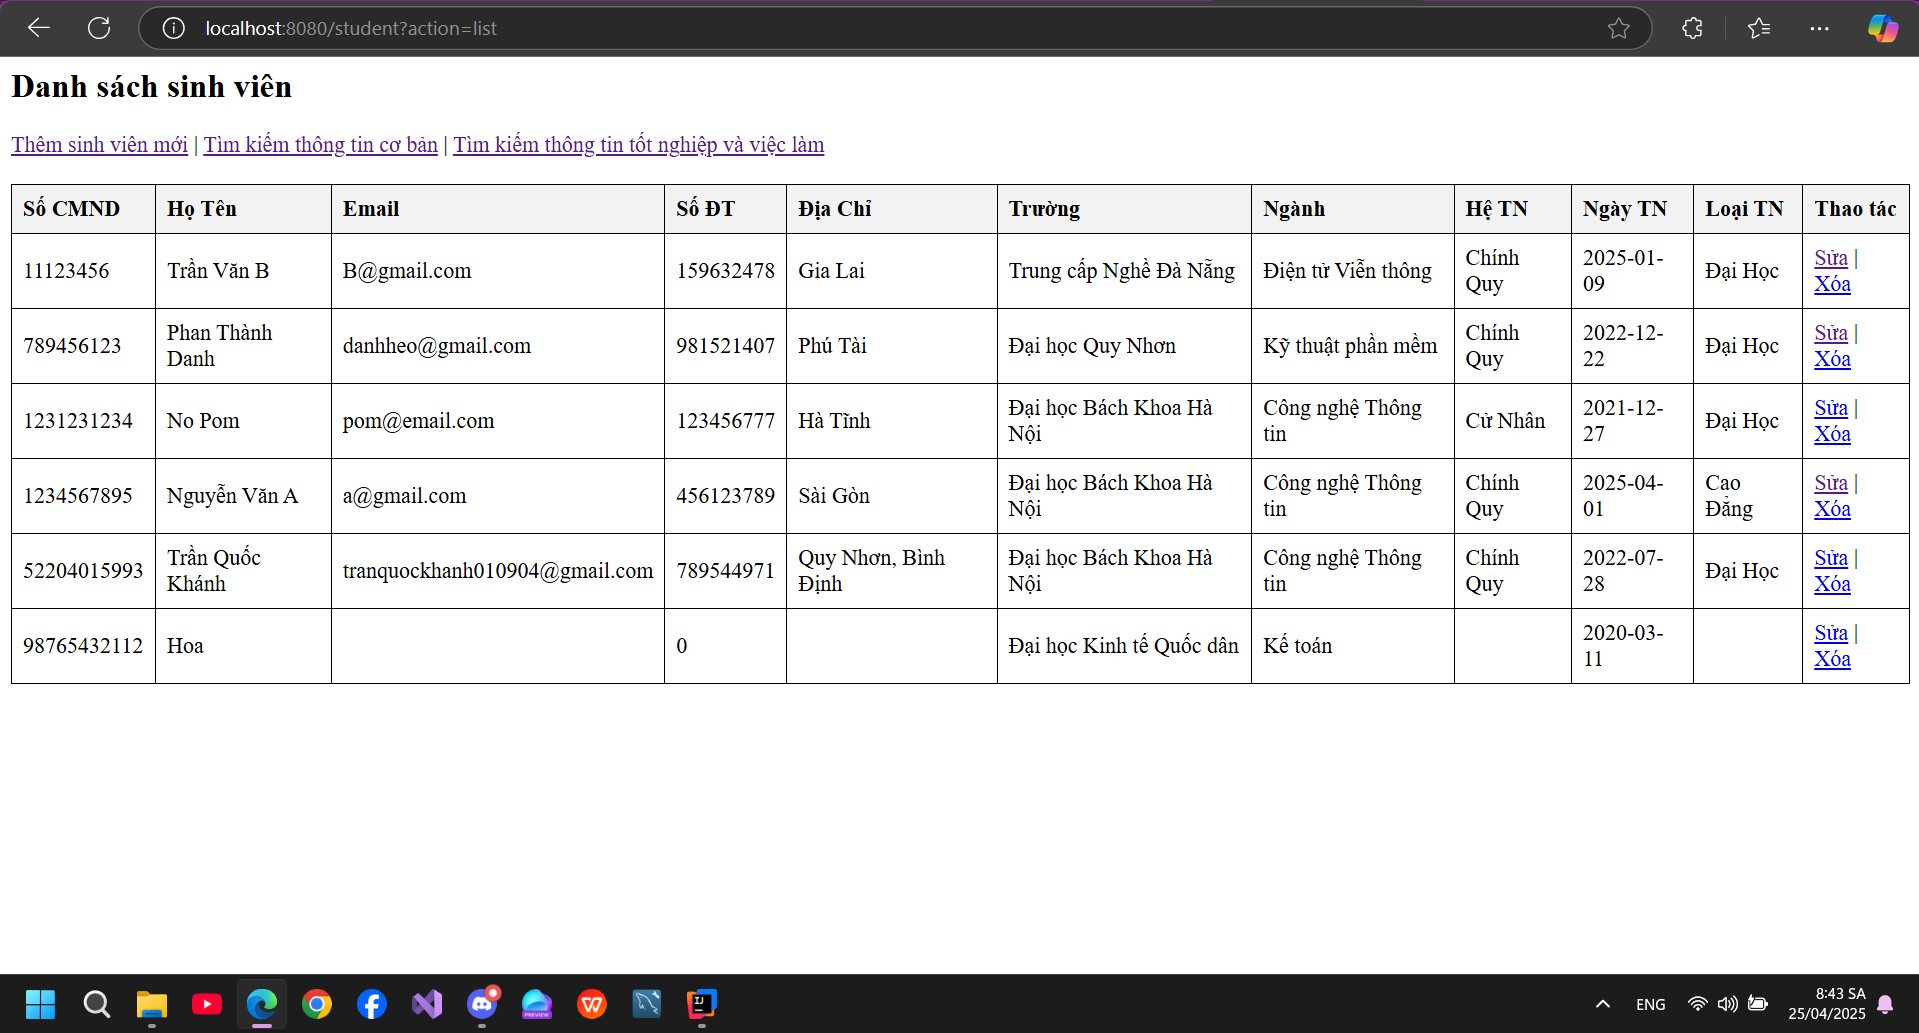 localhost:8080/student?action=list
Danh sách sinh viên
Thêm sinh viên mới | Tìm kiếm thông tin cơ bản | Tìm kiếm thông tin tốt nghiệp và việc làm
Số CMND Họ Tên Email Số ĐT Địa Chỉ Trường Ngành Hệ TN Ngày TN Loại TN Thao tác
11123456 Trần Văn B B@gmail.com 159632478 Gia Lai Trung cấp Nghề Đà Nẵng Điện tử Viễn thông Chính Quy 2025-01-09 Đại Học Sửa | Xóa
789456123 Phan Thành Danh danhheo@gmail.com 981521407 Phú Tài Đại học Quy Nhơn Kỹ thuật phần mềm Chính Quy 2022-12-22 Đại Học Sửa | Xóa
1231231234 No Pom pom@email.com 123456777 Hà Tĩnh Đại học Bách Khoa Hà Nội Công nghệ Thông tin Cử Nhân 2021-12-27 Đại Học Sửa | Xóa
1234567895 Nguyễn Văn A a@gmail.com 456123789 Sài Gòn Đại học Bách Khoa Hà Nội Công nghệ Thông tin Chính Quy 2025-04-01 Cao Đẳng Sửa | Xóa
52204015993 Trần Quốc Khánh tranquockhanh010904@gmail.com 789544971 Quy Nhơn, Bình Định Đại học Bách Khoa Hà Nội Công nghệ Thông tin Chính Quy 2022-07-28 Đại Học Sửa | Xóa
98765432112 Hoa 0 Đại học Kinh tế Quốc dân Kế toán 2020-03-11 Sửa | Xóa
PREVIEW
IJ
ENG
8:43 SA
25/04/2025